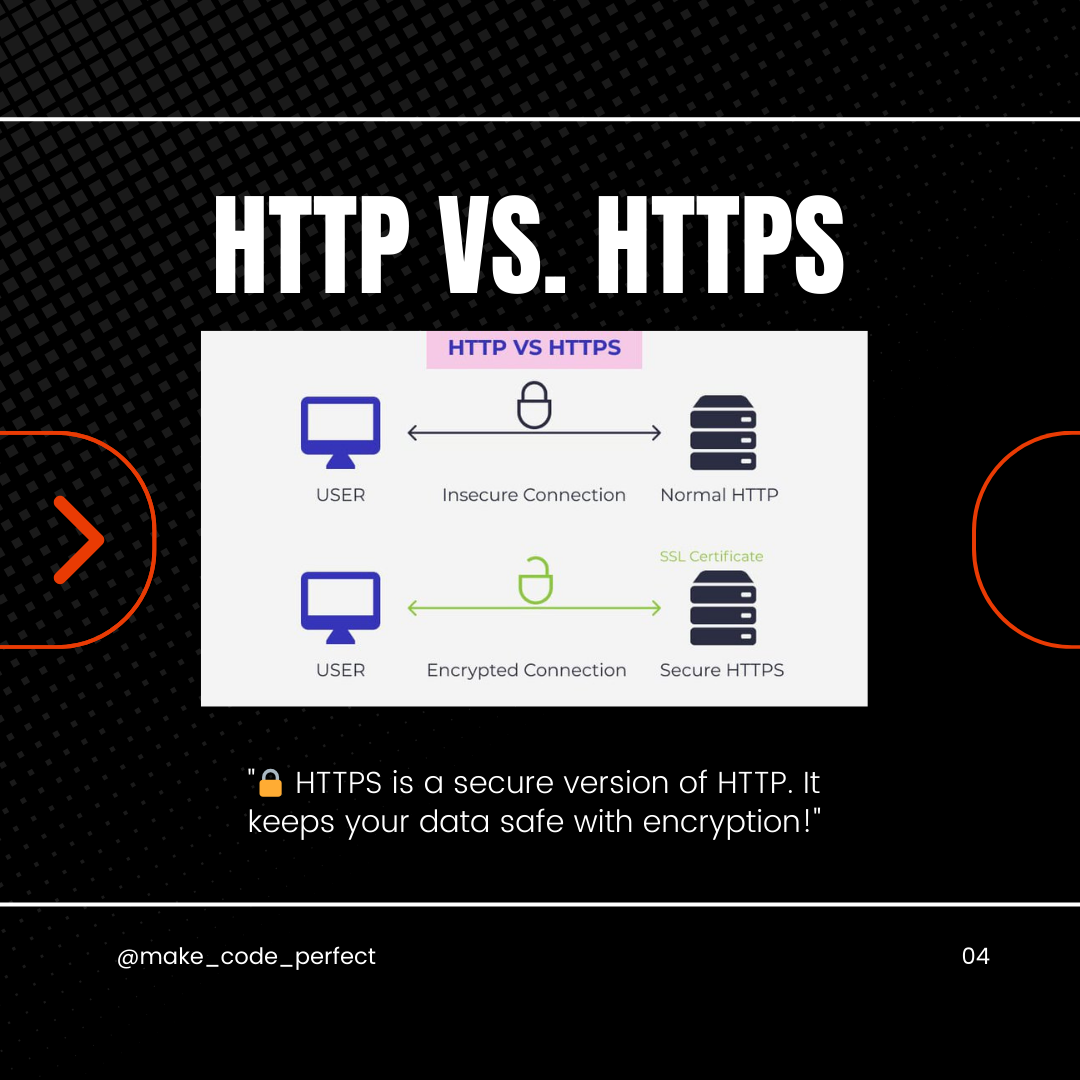 HTTP VS. HTTPS
HTTP VS HTTPS
USER
Insecure Connection
Normal HTTP
SSL Certificate
USER
Encrypted Connection
Secure HTTPS
"🔒 HTTPS is a secure version of HTTP. It
keeps your data safe with encryption!"
@make_code_perfect
04